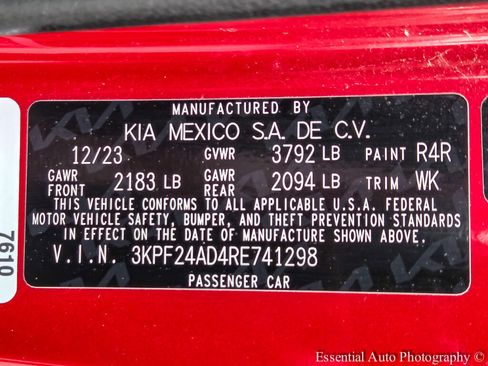 MANUFACTURED BY
KIA MEXICO S.A. DE C.V.
12/23 GVWR 3792 LB PAINT R4R
GAWR FRONT 2183 LB GAWR REAR 2094 LB TRIM WK
THIS VEHICLE CONFORMS TO ALL APPLICABLE U.S.A. FEDERAL
MOTOR VEHICLE SAFETY, BUMPER, AND THEFT PREVENTION STANDARDS
IN EFFECT ON THE DATE OF MANUFACTURE SHOWN ABOVE.
V.I.N. 3KPF24AD4RE741298
PASSENGER CAR
7610
Essential Auto Photography ©